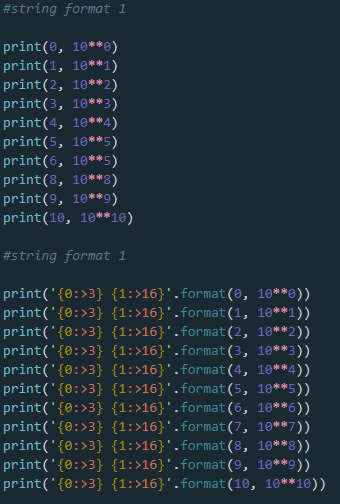 #string format 1
print(0, 10**0)
print(1, 10**1)
print(2, 10**2)
print(3, 10**3)
print(4, 10**4)
print(5, 10**5)
print(6, 10**5)
print(8, 10**8)
print(9, 10**9)
print(10, 10**10)
#string format 1
print('{0:>3} {1:>16}'.format(0, 10**0))
print('{0:>3} {1:>16}'.format(1, 10**1))
print('{0:>3} {1:>16}'.format(2, 10**2))
print('{0:>3} {1:>16}'.format(3, 10**3))
print('{0:>3} {1:>16}'.format(4, 10**4))
print('{0:>3} {1:>16}'.format(5, 10**5))
print('{0:>3} {1:>16}'.format(6, 10**6))
print('{0:>3} {1:>16}'.format(7, 10**7))
print('{0:>3} {1:>16}'.format(8, 10**8))
print('{0:>3} {1:>16}'.format(9, 10**9))
print('{0:>3} {1:>16}'.format(10, 10**10))